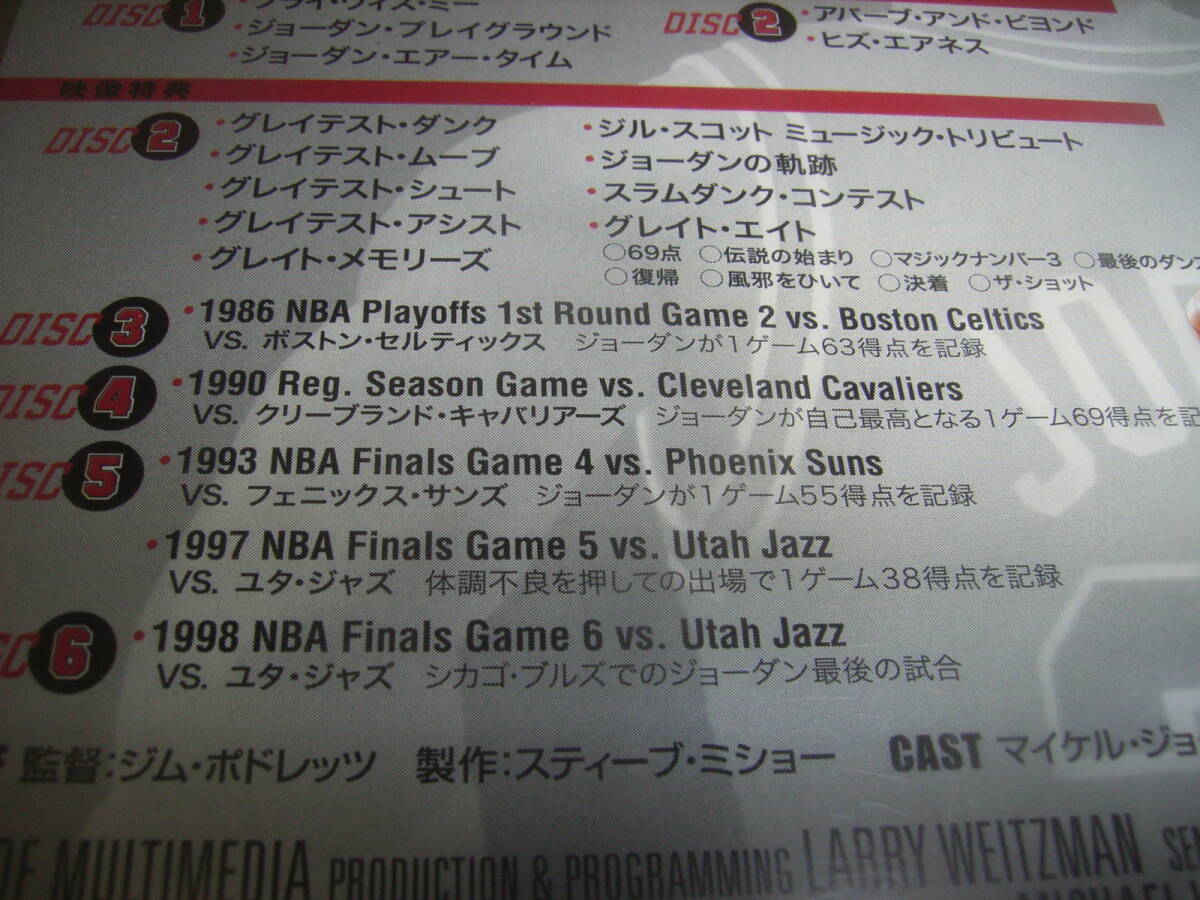 DISC 1
・フライ・ウィズ・ミー
・ジョーダン・プレイグラウンド
・ジョーダン・エアー・タイム
DISC 2
・アバーブ・アンド・ビヨンド
・ヒズ・エアネス
映像特典
DISC 2
・グレイテスト・ダンク
・グレイテスト・ムーブ
・グレイテスト・シュート
・グレイテスト・アシスト
・グレイト・メモリーズ
・ジル・スコット ミュージック・トリビュート
・ジョーダンの軌跡
・スラムダンク・コンテスト
・グレイト・エイト
○69点 ○伝説の始まり ○マジックナンバー3 ○最後のダンス
○復帰 ○風邪をひいて ○決着 ○ザ・ショット
DISC 3
・1986 NBA Playoffs 1st Round Game 2 vs. Boston Celtics
VS. ボストン・セルティックス ジョーダンが1ゲーム63得点を記録
DISC 4
・1990 Reg. Season Game vs. Cleveland Cavaliers
VS. クリーブランド・キャバリアーズ ジョーダンが自己最高となる1ゲーム69得点を記
DISC 5
・1993 NBA Finals Game 4 vs. Phoenix Suns
VS. フェニックス・サンズ ジョーダンが1ゲーム55得点を記録
・1997 NBA Finals Game 5 vs. Utah Jazz
VS. ユタ・ジャズ 体調不良を押しての出場で1ゲーム38得点を記録
SC 6
・1998 NBA Finals Game 6 vs. Utah Jazz
VS. ユタ・ジャズ シカゴ・ブルズでのジョーダン最後の試合
監督:ジム・ポドレッツ 製作:スティーブ・ミショー CAST マイケル・ジョー
DE MULTIMEDIA PRODUCTION & PROGRAMMING LARRY WEITZMAN SE
MICHAEL